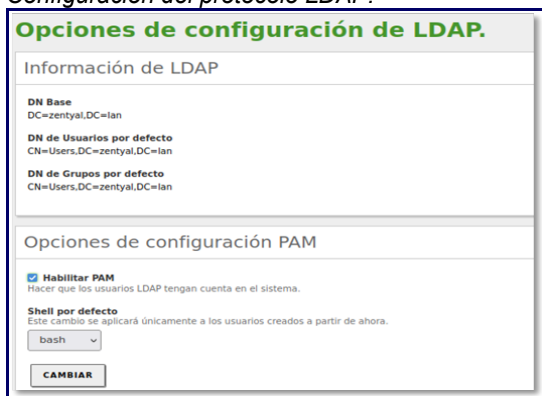 Configuración del protocolo LDAP.
Opciones de configuración de LDAP.
Información de LDAP
DN Base
DC=zentyal,DC=lan
DN de Usuarios por defecto
CN=Users,DC=zentyal,DC=lan
DN de Grupos por defecto
CN=Users,DC=zentyal,DC=lan
Opciones de configuración PAM
Habilitar PAM
Hacer que los usuarios LDAP tengan cuenta en el sistema.
Shell por defecto
Este cambio se aplicará únicamente a los usuarios creados a partir de ahora.
bash
CAMBIAR